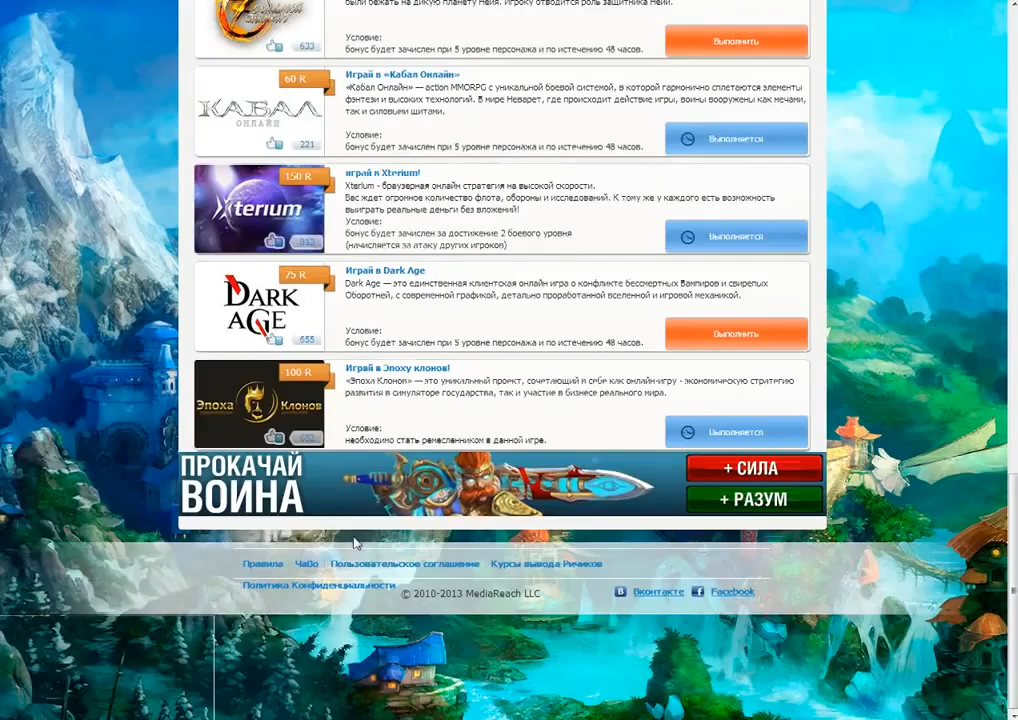 были бежать на дикую планету Нейя. Игроку отводится роль защитника Нейи.
633
Условие:
бонус будет зачислен при 5 уровне персонажа и по истечению 48 часов.
Выполнить
60 R
КАБАЛ
ОНЛАЙН
221
Играй в «Кабал Онлайн»
«Кабал Онлайн» — action MMORPG с уникальной боевой системой, в которой гармонично сплетаются элементы
фэнтези и высоких технологий. В мире Неварет, где происходит действие игры, воины вооружены как мечами,
так и силовыми щитами.
Условие:
бонус будет зачислен при 5 уровне персонажа и по истечению 48 часов.
Выполняется
150 R
Xterium
играй в Xterium!
Xterium - браузерная онлайн стратегия на высокой скорости.
Вас ждет огромное количество флота, обороны и исследований. К тому же у каждого есть возможность
выиграть реальные деньги без вложений!
Условие:
бонус будет зачислен за достижение 2 боевого уровня
(начисляется за атаку других игроков)
Выполняется
75 R
DARK
AGE
655
Играй в Dark Age
Dark Age — это единственная клиентская онлайн игра о конфликте бессмертных Вампиров и свирепых
Оборотней, с современной графикой, детально проработанной вселенной и игровой механикой.
Условие:
бонус будет зачислен при 5 уровне персонажа и по истечению 48 часов.
Выполнить
100 R
Эпоха Клонов
Играй в Эпоху клонов!
«Эпоха Клонов» — это уникальный проект, сочетающий в себе как онлайн-игру - экономическую стратегию
развития в симуляторе государства, так и участие в бизнесе реального мира.
Условие:
необходимо стать ремесленником в данной игре.
Выполняется
ПРОКАЧАЙ
ВОИНА
+ СИЛА
+ РАЗУМ
Правила ЧаВо Пользовательское соглашение Курсы вывода Ричиков
Политика Конфиденциальности
© 2010-2013 MediaReach LLC
В Вконтакте f Facebook